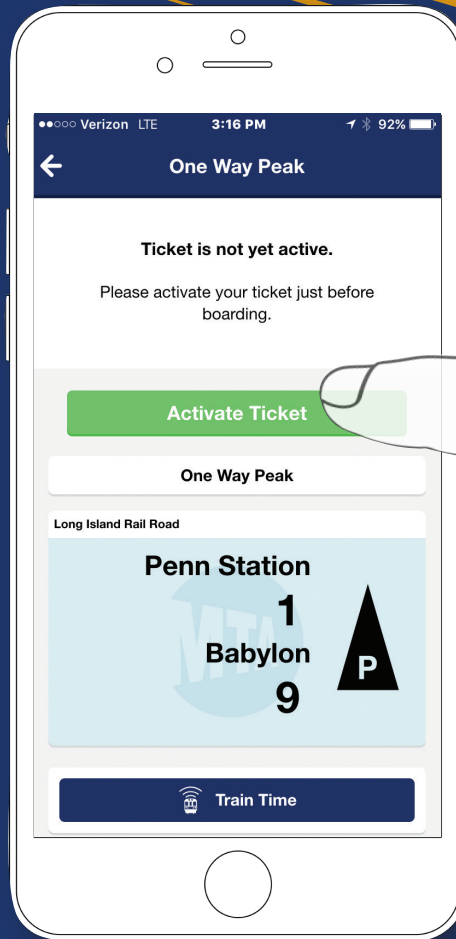 Verizon LTE 3:16 PM 92%
One Way Peak
Ticket is not yet active.
Please activate your ticket just before
boarding.
Activate Ticket
One Way Peak
Long Island Rail Road
Penn Station
1
Babylon
9
P
MTA
Train Time